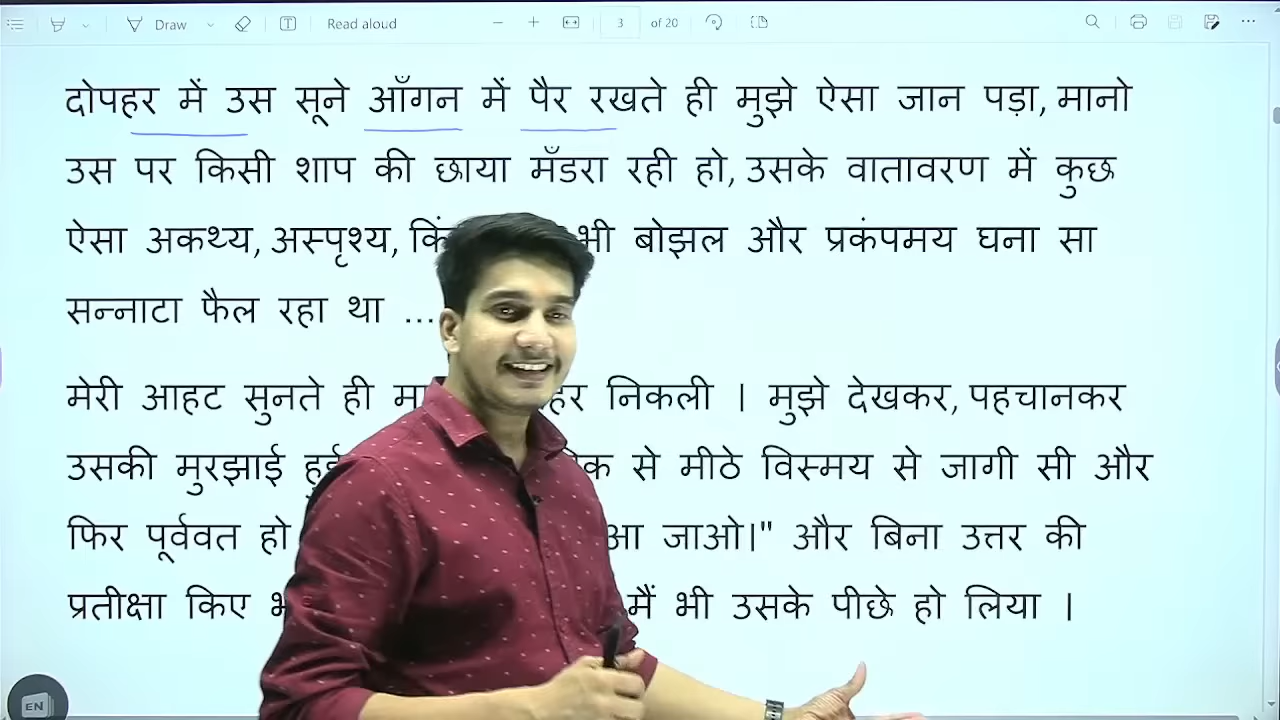 Draw
Read aloud
3 of 20
दोपहर में उस सूने आँगन में पैर रखते ही मुझे ऐसा जान पड़ा, मानो
उस पर किसी शाप की छाया मँडरा रही हो, उसके वातावरण में कुछ
ऐसा अकथ्य, अस्पृश्य, भी बोझल और प्रकंपमय घना सा
सन्नाटा फैल रहा था ...
मेरी आहट सुनते ही निकली । मुझे देखकर, पहचानकर
उसकी मुरझाई से मीठे विस्मय से जागी सी और
फिर पूर्ववत हो आ जाओ।" और बिना उत्तर की
प्रतीक्षा किए मैं भी उसके पीछे हो लिया ।
EN